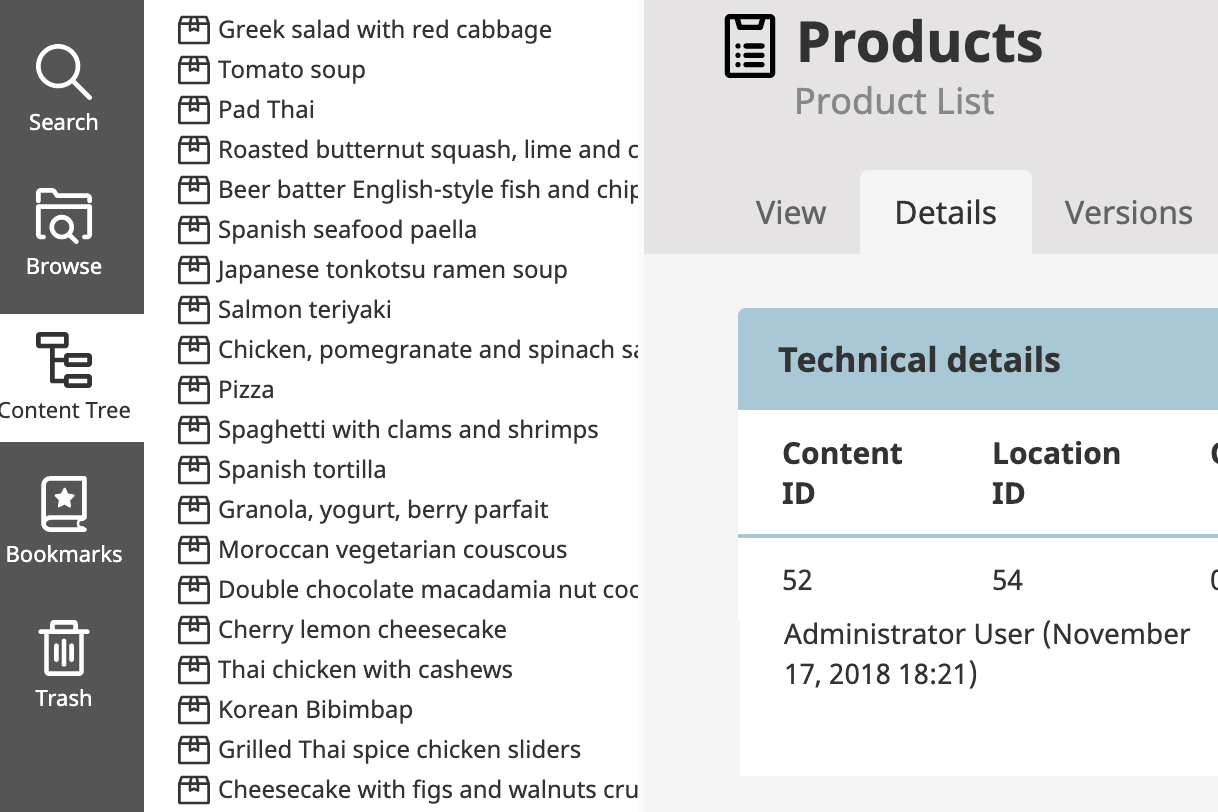 Search
Browse
Content Tree
Bookmarks
Trash
Greek salad with red cabbage
Tomato soup
Pad Thai
Roasted butternut squash, lime and c
Beer batter English-style fish and chip
Spanish seafood paella
Japanese tonkotsu ramen soup
Salmon teriyaki
Chicken, pomegranate and spinach sa
Pizza
Spaghetti with clams and shrimps
Spanish tortilla
Granola, yogurt, berry parfait
Moroccan vegetarian couscous
Double chocolate macadamia nut coo
Cherry lemon cheesecake
Thai chicken with cashews
Korean Bibimbap
Grilled Thai spice chicken sliders
Cheesecake with figs and walnuts cru
Products
Product List
View Details Versions
Technical details
Content Location
ID ID
52 54
Administrator User (November
17, 2018 18:21)